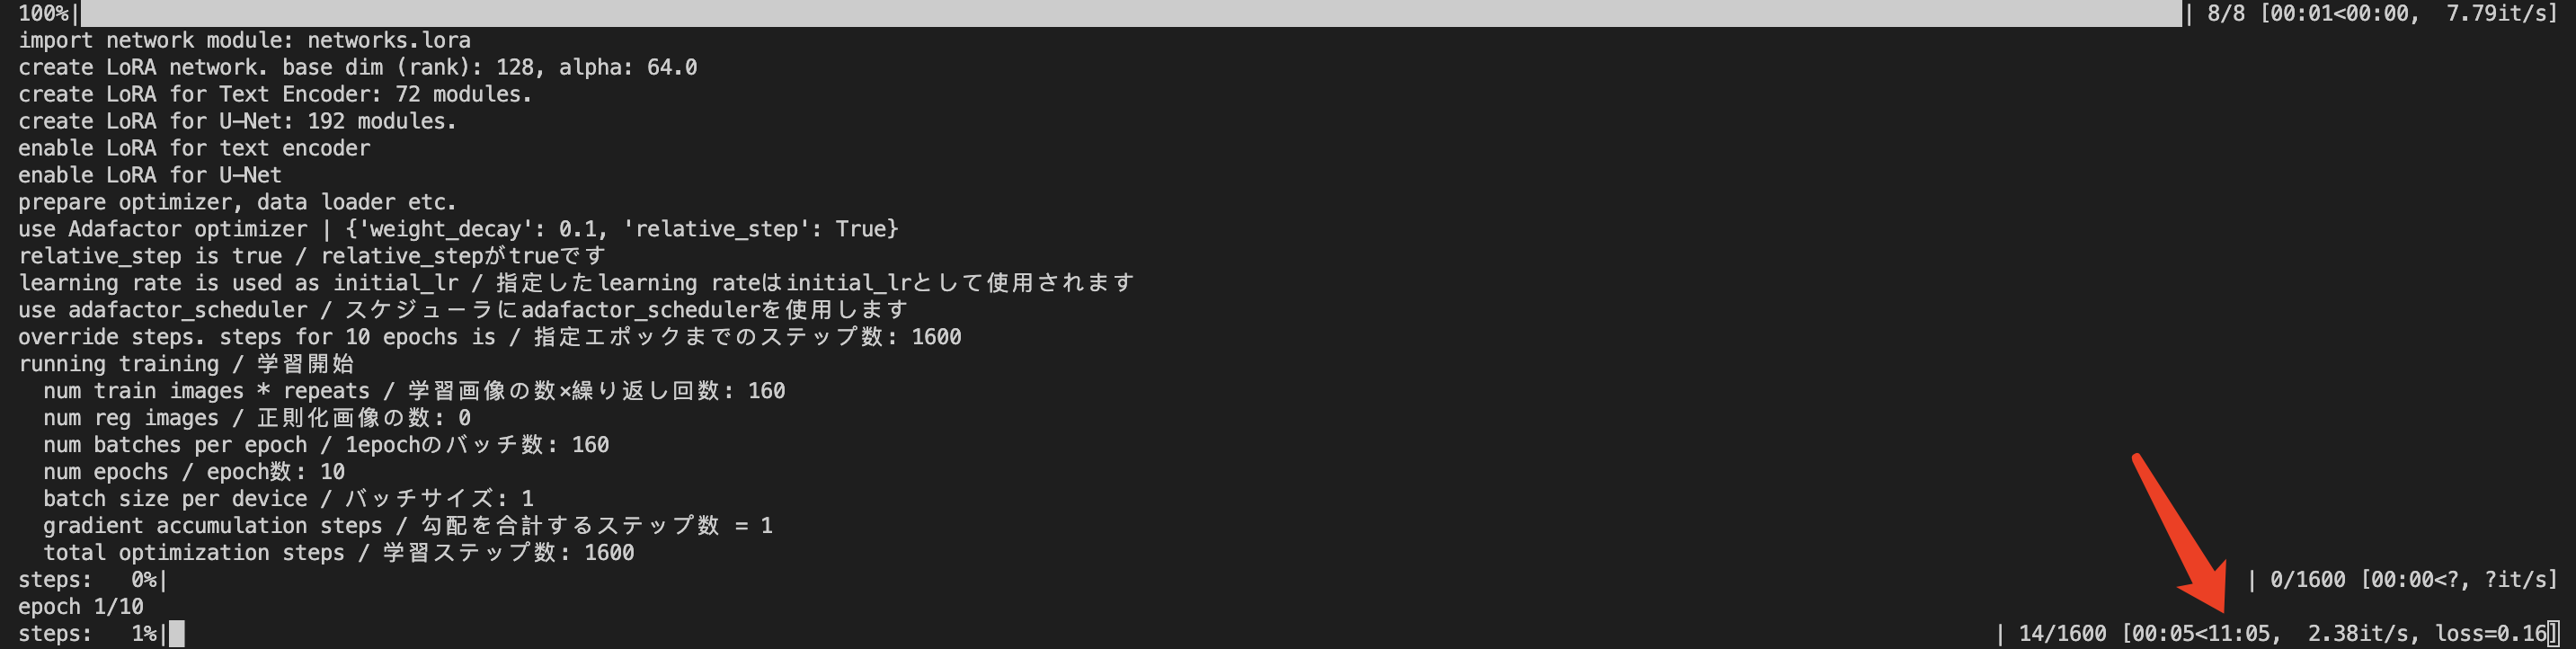 100%| | 8/8 [00:01<00:00, 7.79it/s]
import network module: networks.lora
create LoRA network. base dim (rank): 128, alpha: 64.0
create LoRA for Text Encoder: 72 modules.
create LoRA for U-Net: 192 modules.
enable LoRA for text encoder
enable LoRA for U-Net
prepare optimizer, data loader etc.
use Adafactor optimizer | {'weight_decay': 0.1, 'relative_step': True}
relative_step is true / relative_stepがtrueです
learning rate is used as initial_lr / 指定したlearning rateはinitial_lrとして使用されます
use adafactor_scheduler / スケジューラにadafactor_schedulerを使用します
override steps. steps for 10 epochs is / 指定エポックまでのステップ数: 1600
running training / 学習開始
  num train images * repeats / 学習画像の数×繰り返し回数: 160
  num reg images / 正則化画像の数: 0
  num batches per epoch / 1epochのバッチ数: 160
  num epochs / epoch数: 10
  batch size per device / バッチサイズ: 1
  gradient accumulation steps / 勾配を合計するステップ数 = 1
  total optimization steps / 学習ステップ数: 1600
steps:   0%| | 0/1600 [00:00<?, ?it/s]
epoch 1/10
steps:   1%| | 14/1600 [00:05<11:05,  2.38it/s, loss=0.16]